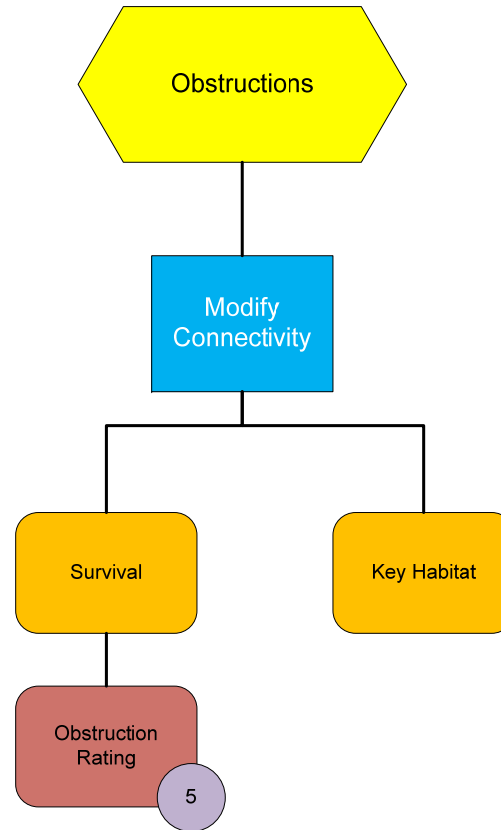 Obstructions
Modify
Connectivity
Survival
Key Habitat
Obstruction
Rating
5